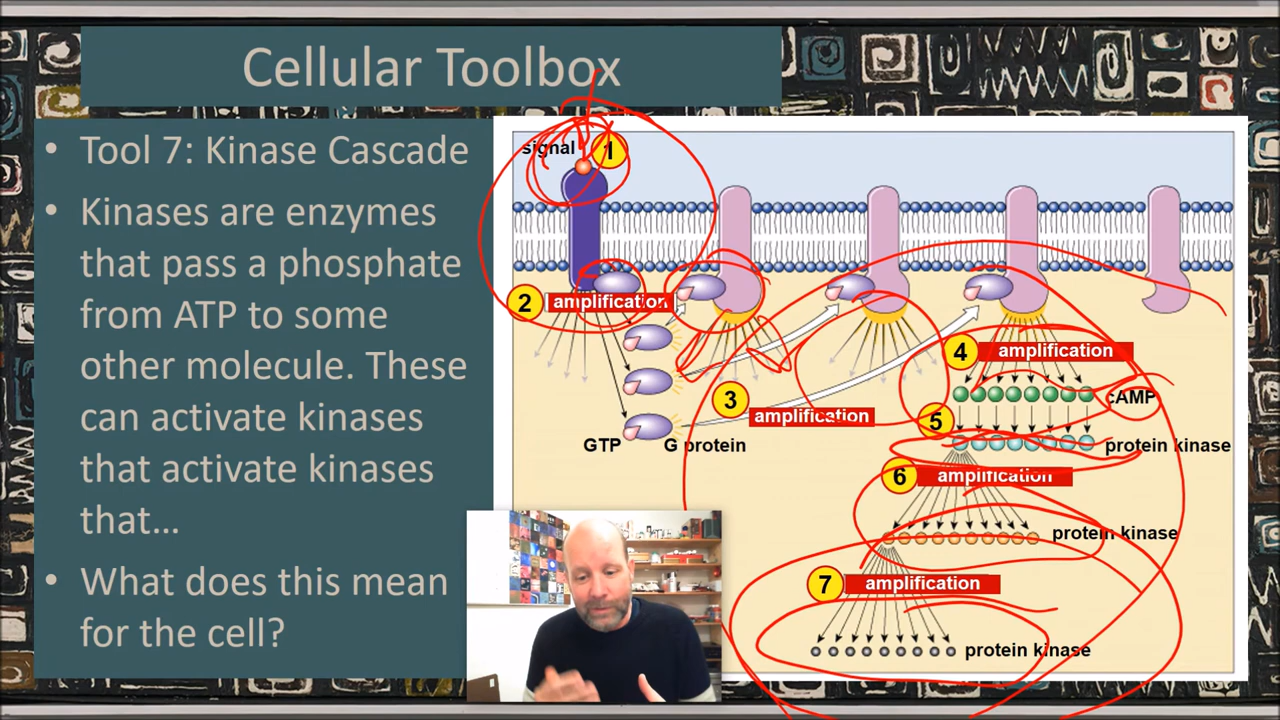 Cellular Toolbox
• Tool 7: Kinase Cascade
• Kinases are enzymes
that pass a phosphate
from ATP to some
other molecule. These
can activate kinases
that activate kinases
that…
• What does this mean
for the cell?
signal
1
2 amplification
3
amplification
GTP
G protein
4 amplification
cAMP
5
protein kinase
6 amplification
protein kinase
7 amplification
protein kinase